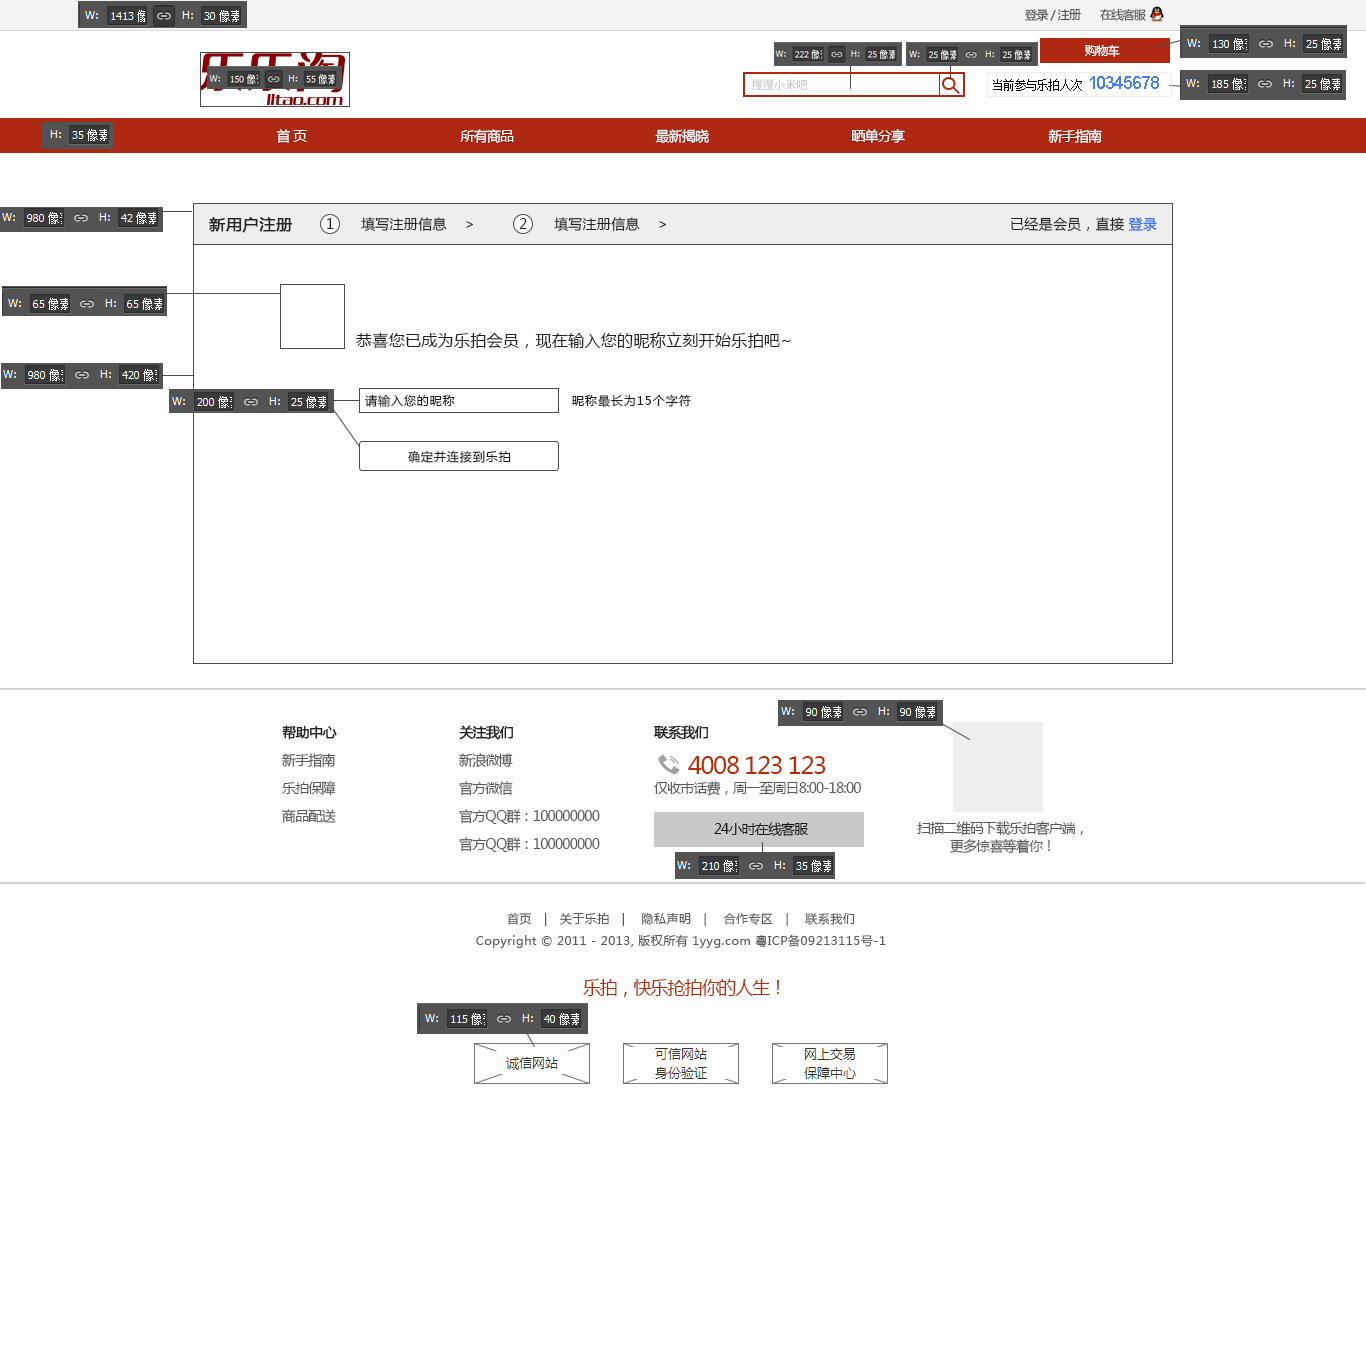 W: 1413 像 H: 30 像素
登录 / 注册 在线客服
乐乐淘
W: 150 像素 H: 55 像素
lltao.com
W: 222 像 H: 25 像素
W: 25 像素 H: 25 像素
购物车
W: 130 像 H: 25 像素
搜搜小米吧
当前参与乐拍人次 10345678
W: 185 像 H: 25 像素
H: 35 像素
首 页 所有商品 最新揭晓 晒单分享 新手指南
W: 980 像 H: 42 像素
新用户注册 1 填写注册信息 > 2 填写注册信息 > 已经是会员，直接 登录
W: 65 像素 H: 65 像素
恭喜您已成为乐拍会员，现在输入您的昵称立刻开始乐拍吧~
W: 980 像 H: 420 像
W: 200 像 H: 25 像素
请输入您的昵称 昵称最长为15个字符
确定并连接到乐拍
W: 90 像素 H: 90 像素
帮助中心
新手指南
乐拍保障
商品配送
关注我们
新浪微博
官方微信
官方QQ群：100000000
官方QQ群：100000000
联系我们
4008 123 123
仅收市话费，周一至周日8:00-18:00
24小时在线客服
W: 210 像 H: 35 像素
扫描二维码下载乐拍客户端，
更多惊喜等着你！
首页 | 关于乐拍 | 隐私声明 | 合作专区 | 联系我们
Copyright © 2011 - 2013, 版权所有 1yyg.com 粤ICP备09213115号-1
乐拍，快乐抢拍你的人生！
W: 115 像 H: 40 像素
诚信网站
可信网站
身份验证
网上交易
保障中心